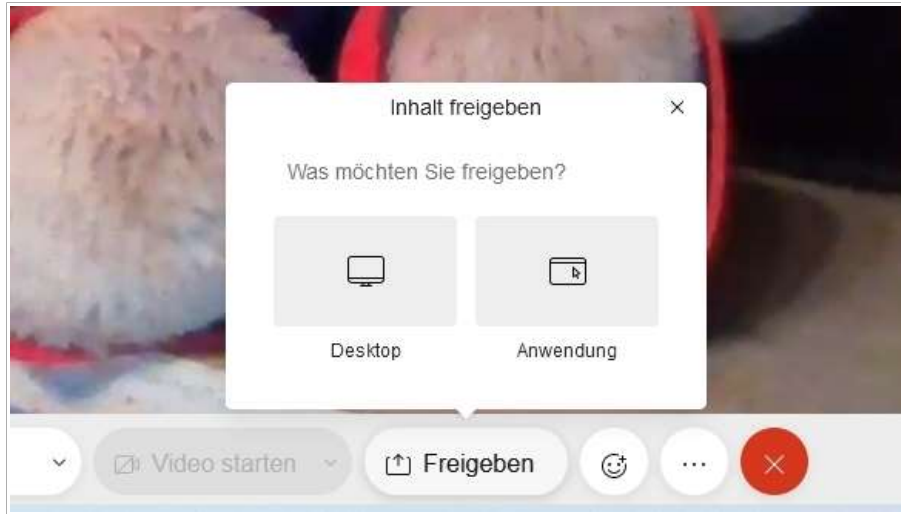 Inhalt freigeben
Was möchten Sie freigeben?
Desktop
Anwendung
Video starten
Freigeben